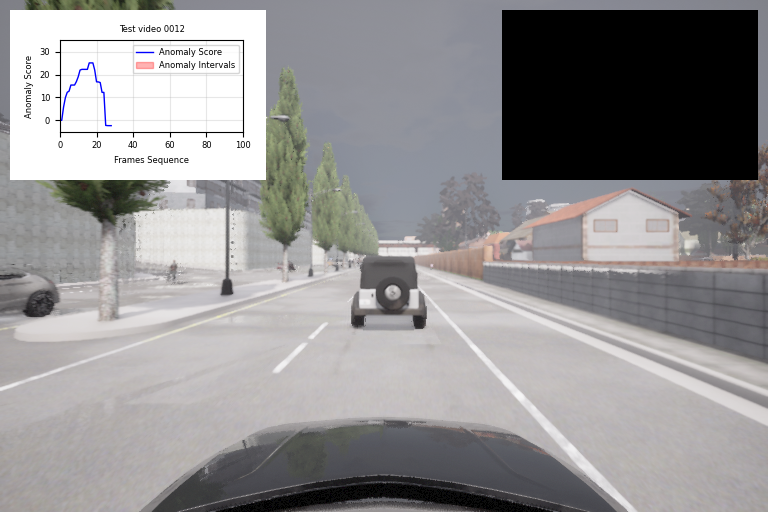 Test video 0012
Anomaly Score
Anomaly Intervals
Anomaly Score
30
20
10
0
0 20 40 60 80 100
Frames Sequence